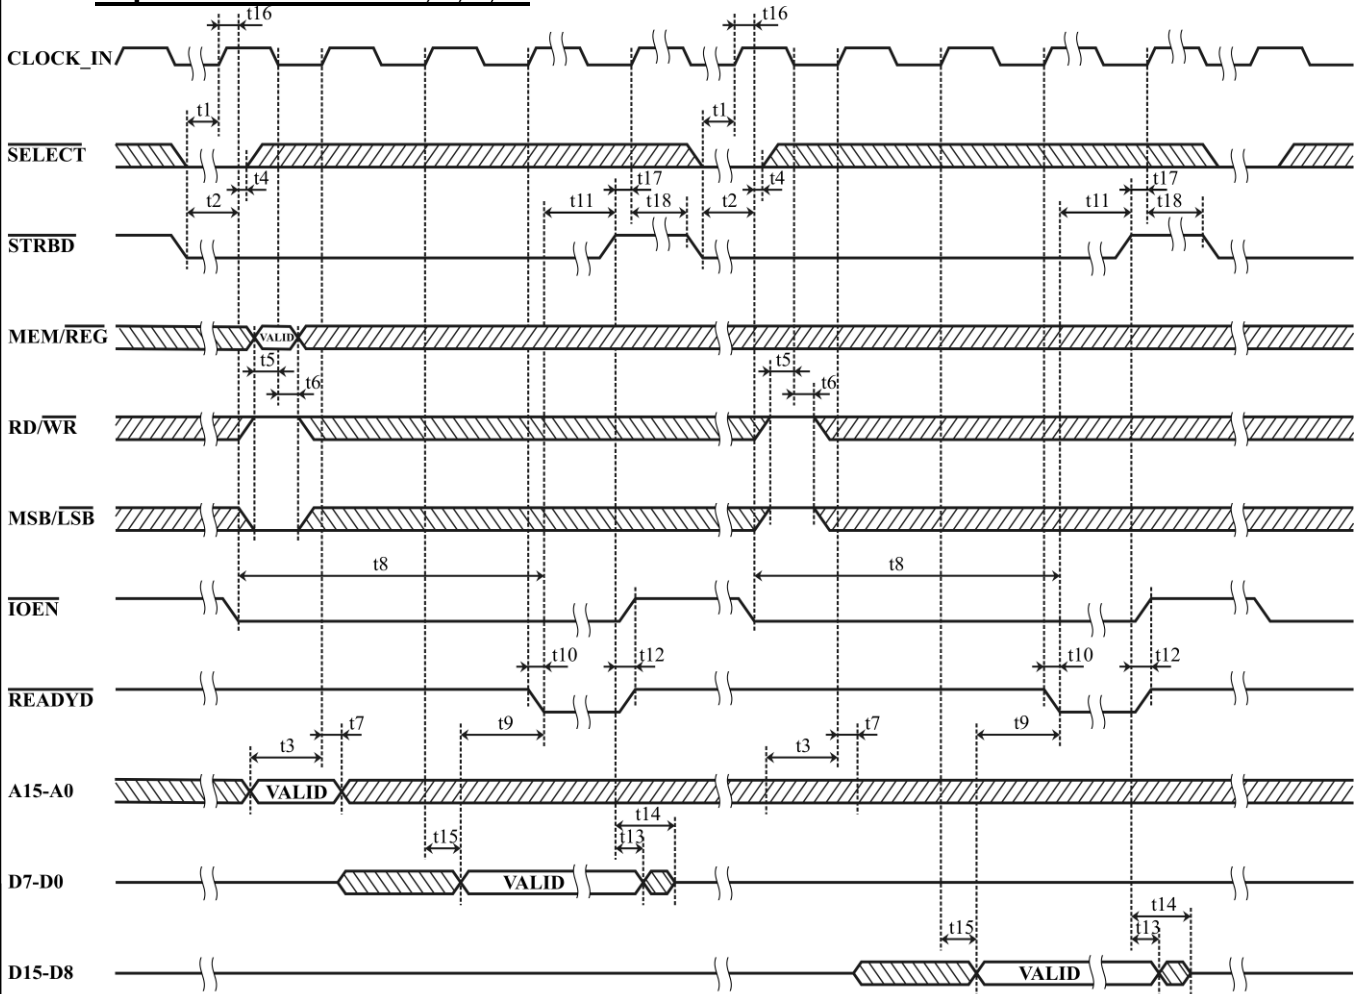 t16 t16
CLOCK_IN
t1 t1
SELECT
t4 t17 t4 t17
t2 t11 t18 t2 t11 t18
STRBD
MEM/REG VALID
t5 t5
t6 t6
RD/WR
MSB/LSB
t8 t8
IOEN
t10 t12 t10 t12
READYD
t7 t9 t7 t9
t3 t3
A15-A0 VALID
t14
t15 t13
D7-D0 VALID
t14
t15 t13
D15-D8 VALID